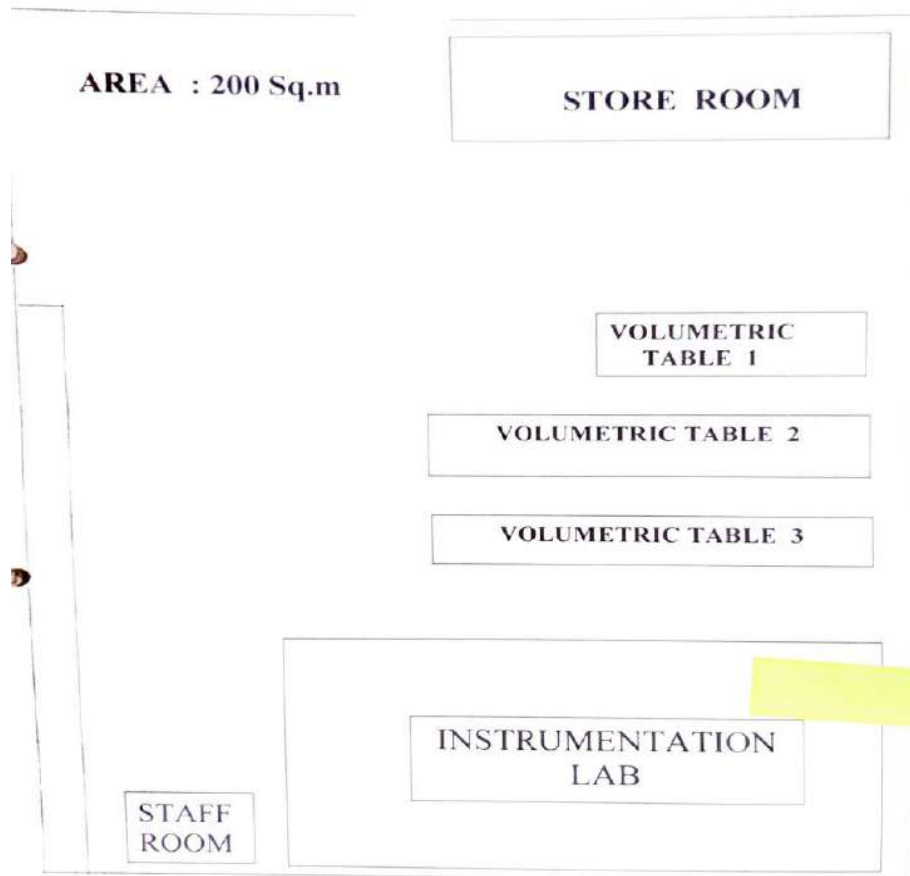 AREA : 200 Sq.m
STORE ROOM
VOLUMETRIC
TABLE 1
VOLUMETRIC TABLE 2
VOLUMETRIC TABLE 3
INSTRUMENTATION
LAB
STAFF
ROOM